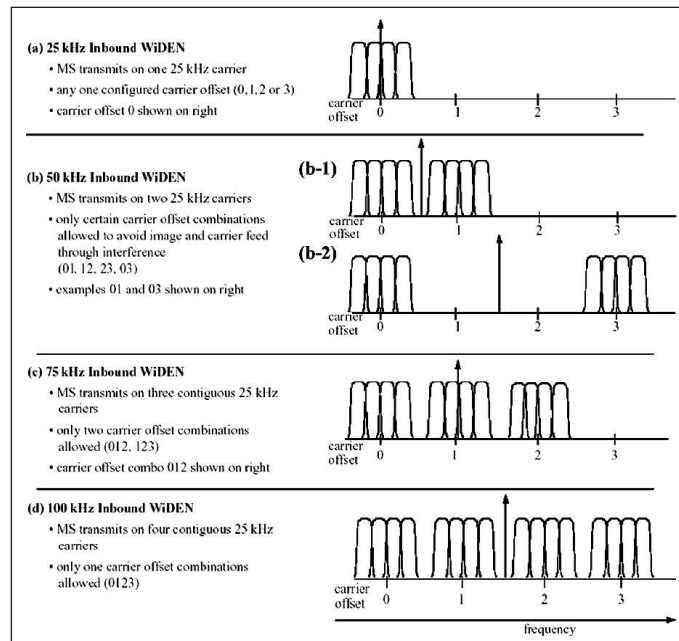 (a) 25 kHz Inbound WiDEN
• MS transmits on one 25 kHz carrier
• any one configured carrier offset (0, 1, 2 or 3)
• carrier offset 0 shown on right
carrier
offset
0
1
2
3
(b) 50 kHz Inbound WiDEN
• MS transmits on two 25 kHz carriers
• only certain carrier offset combinations
allowed to avoid image and carrier feed
through interference
(01, 12, 23, 03)
• examples 01 and 03 shown on right
(b-1)
carrier
offset
0
1
2
3
(b-2)
carrier
offset
0
1
2
3
(c) 75 kHz Inbound WiDEN
• MS transmits on three contiguous 25 kHz
carriers
• only two carrier offset combinations
allowed (012, 123)
• carrier offset combo 012 shown on right
carrier
offset
0
1
2
3
(d) 100 kHz Inbound WiDEN
• MS transmits on four contiguous 25 kHz
carriers
• only one carrier offset combinations
allowed (0123)
carrier
offset
0
1
2
3
frequency